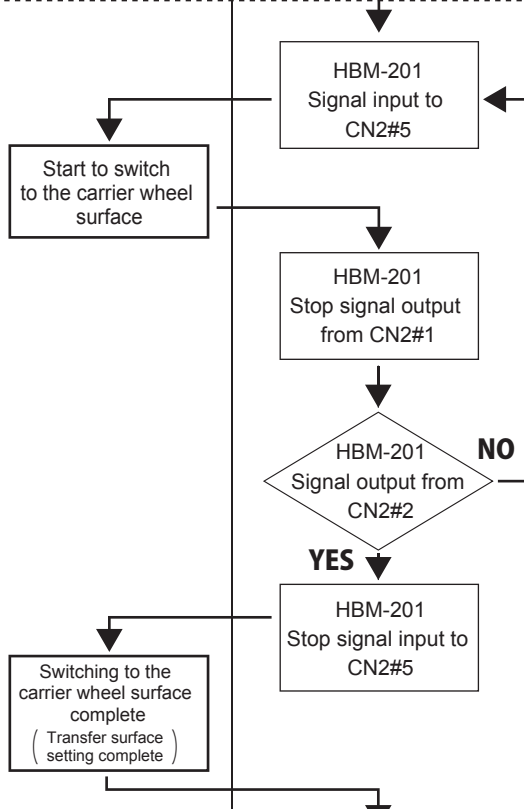 HBM-201
Signal input to
CN2#5
Start to switch
to the carrier wheel
surface
HBM-201
Stop signal output
from CN2#1
HBM-201
Signal output from
CN2#2
NO
YES
HBM-201
Stop signal input to
CN2#5
Switching to the
carrier wheel surface
complete
( Transfer surface
setting complete )